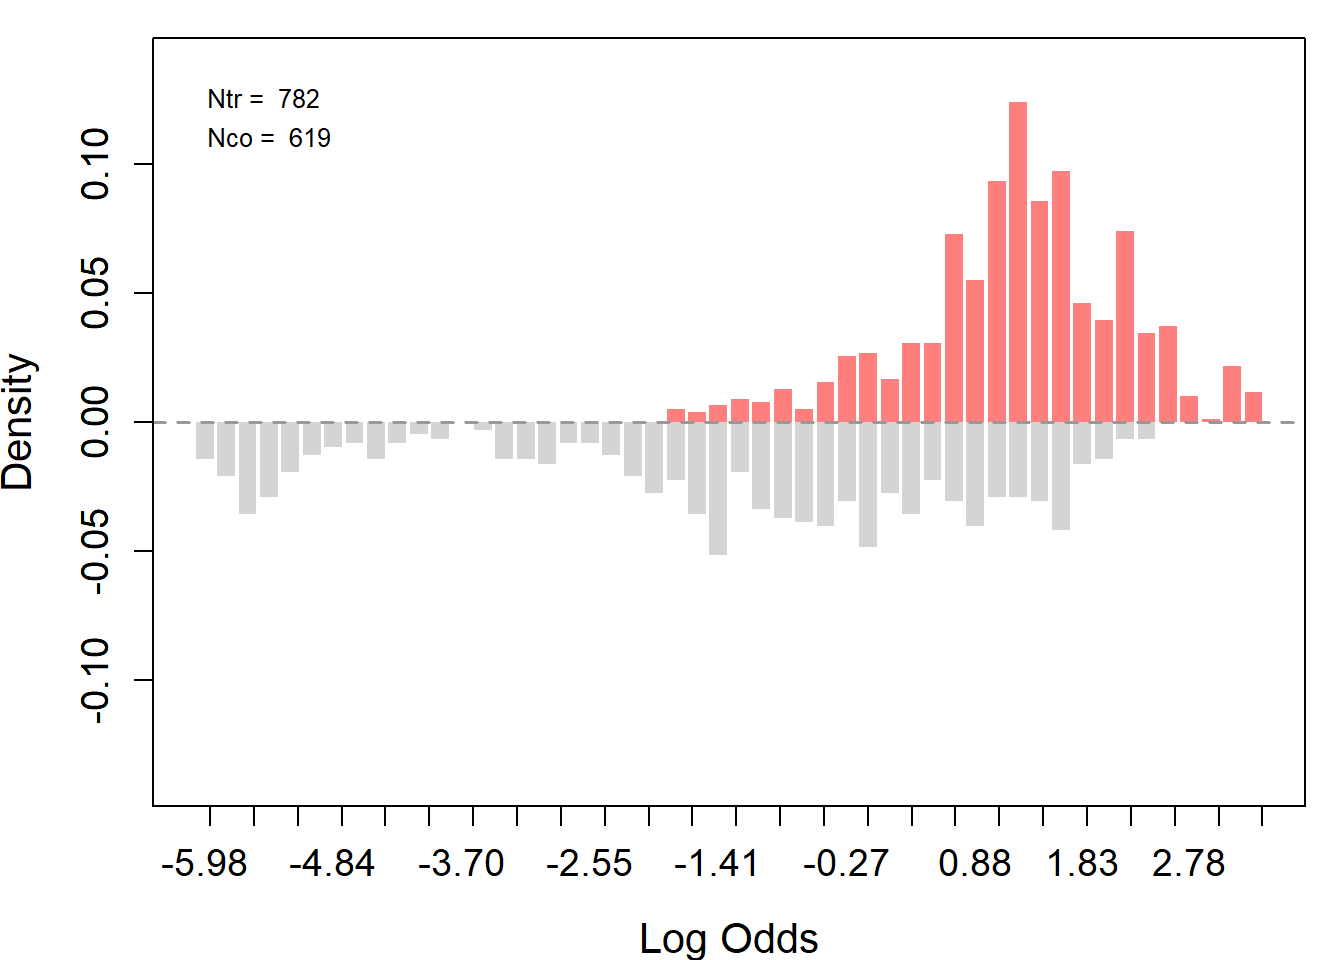 Ntr = 782
Nco = 619
0.10
0.05
0.00
-0.05
-0.10
Density
-5.98 -4.84 -3.70 -2.55 -1.41 -0.27 0.88 1.83 2.78
Log Odds